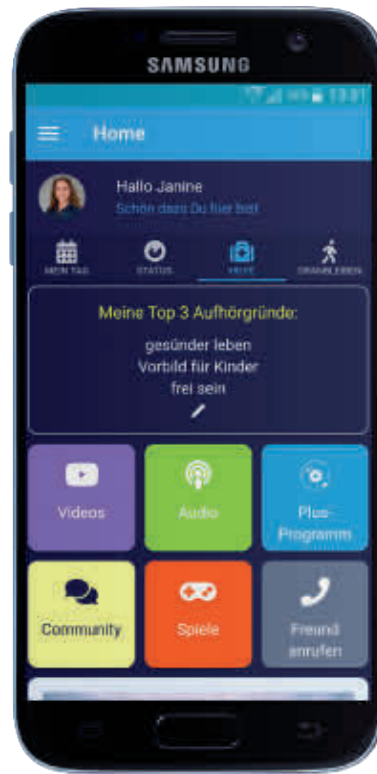 SAMSUNG
Home
Hallo Janine
Schön dass Du hier bist
MEIN TAG
STATUS
HILFE
DRANBLEIBEN
Meine Top 3 Aufhörgründe:
gesünder leben
Vorbild für Kinder
frei sein
Videos
Audio
Plus-
Programm
Community
Spiele
Freund
anrufen